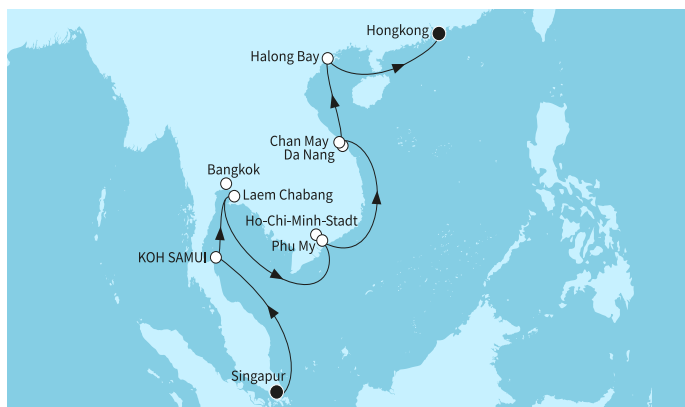 Hongkong
Halong Bay
Chan May
Da Nang
Bangkok
Laem Chabang
Ho-Chi-Minh-Stadt
Phu My
KOH SAMUI
Singapur